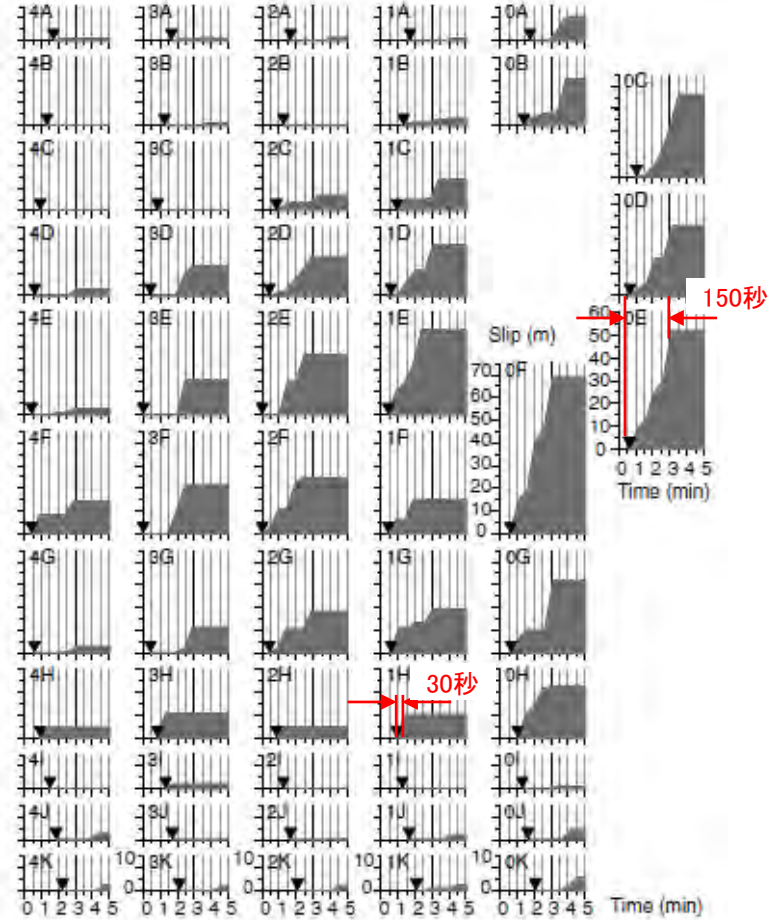 4A 3A 2A 1A 0A
4B 3B 2B 1B 0B
0C
4C 3C 2C 1C
0D
4D 3D 2D 1D
150秒
4E 3E 2E 1E
60 0E
50
40
30
20
10
0
0 1 2 3 4 5
Time (min)
Slip (m)
70 0F
60
50
40
30
20
10
0
4F 3F 2F 1F
4G 3G 2G 1G 0G
4H 3H 2H 1H 0H
30秒
4I 3I 2I 1I 0I
4J 3J 2J 1J 0J
4K 10 3K 10 2K 10 1K 10 0K
0 0 0 0
0 1 2 3 4 5 0 1 2 3 4 5 0 1 2 3 4 5 0 1 2 3 4 5 0 1 2 3 4 5 Time (min)